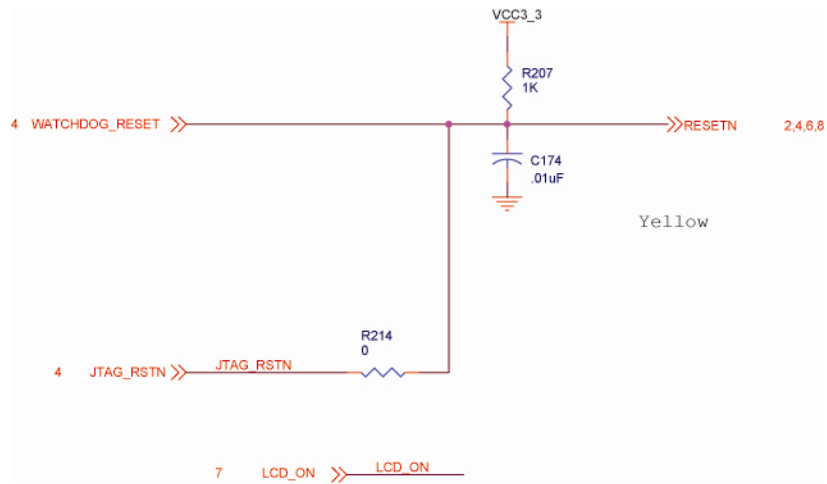 VCC3_3
R207
1K
4 WATCHDOG_RESET
RESETN 2,4,6,8
C174
.01uF
Yellow
R214
0
4 JTAG_RSTN JTAG_RSTN
7 LCD_ON LCD_ON